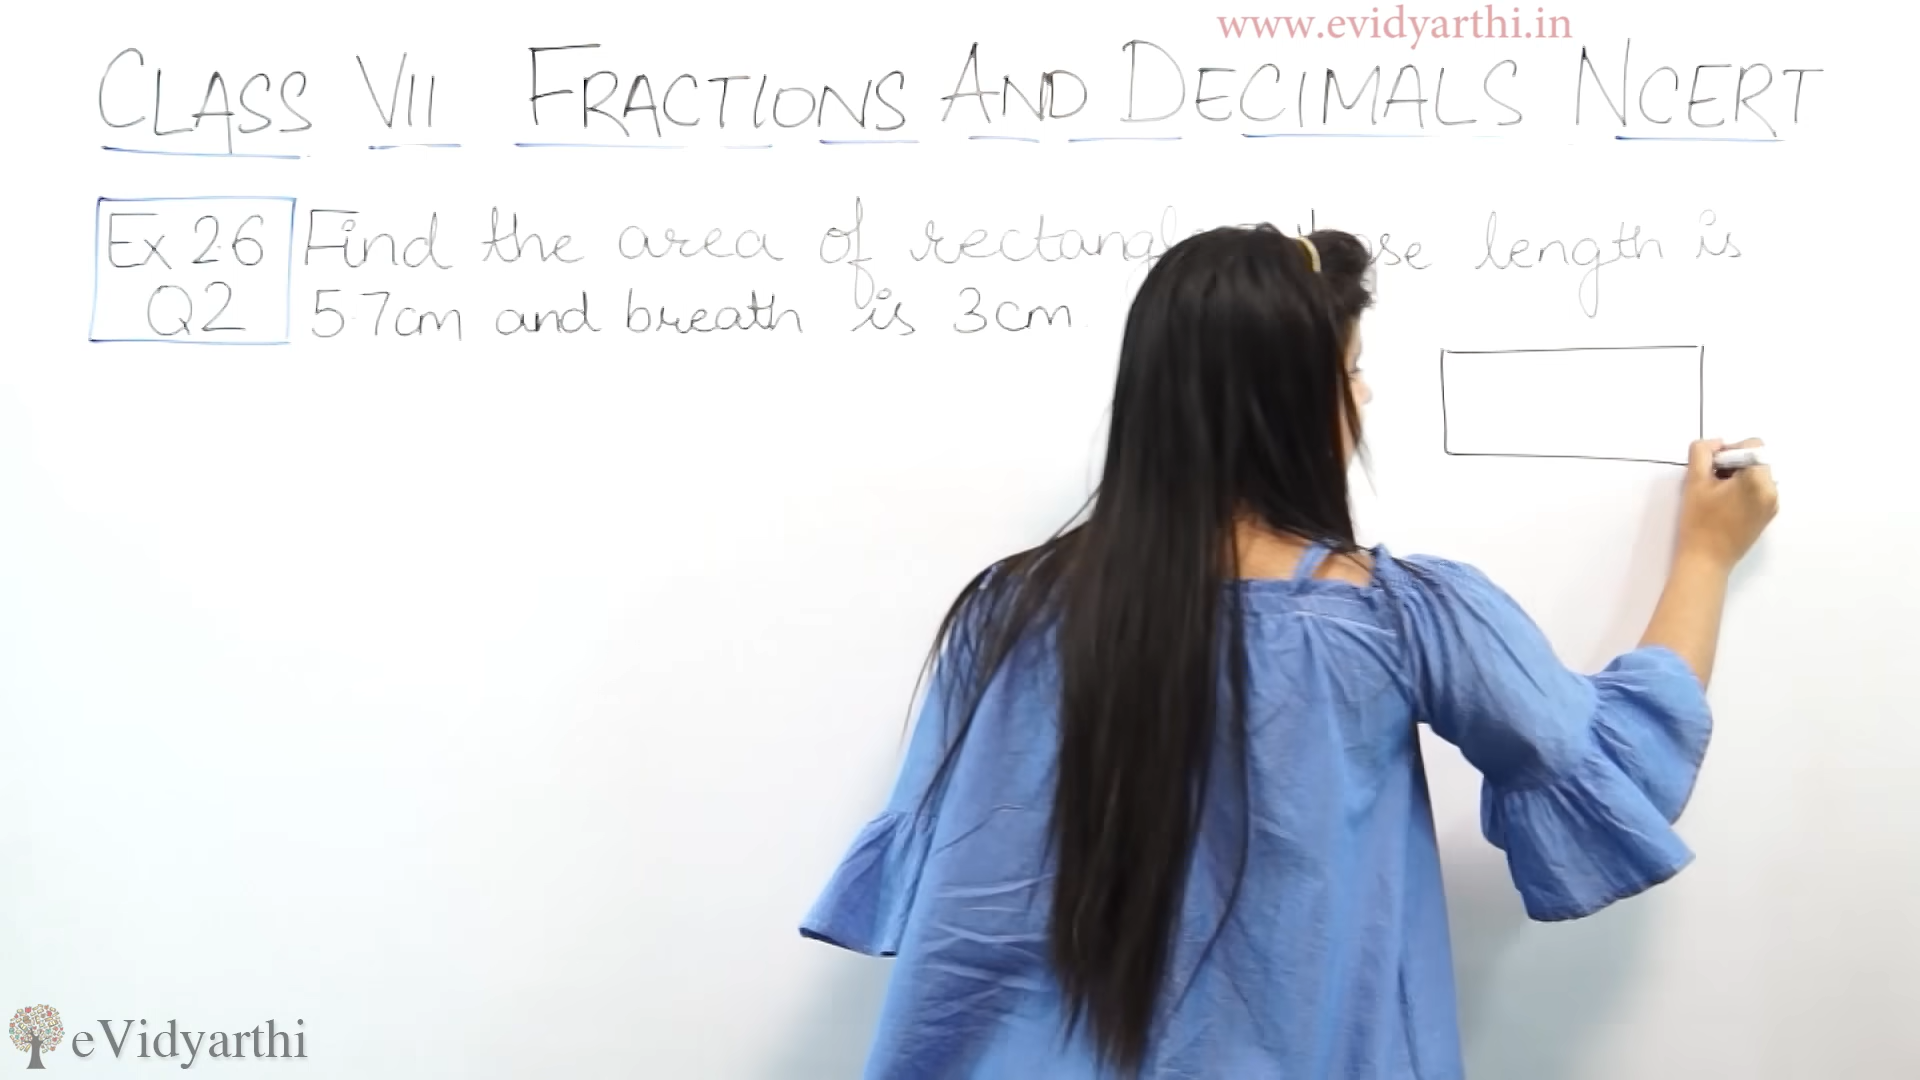 www.evidyarthi.in
CLASS VII FRACTIONS AND DECIMALS NCERT
Ex 2.6 Find the area of length is
Q2 5.7cm and breath is 3cm.
eVidyarthi